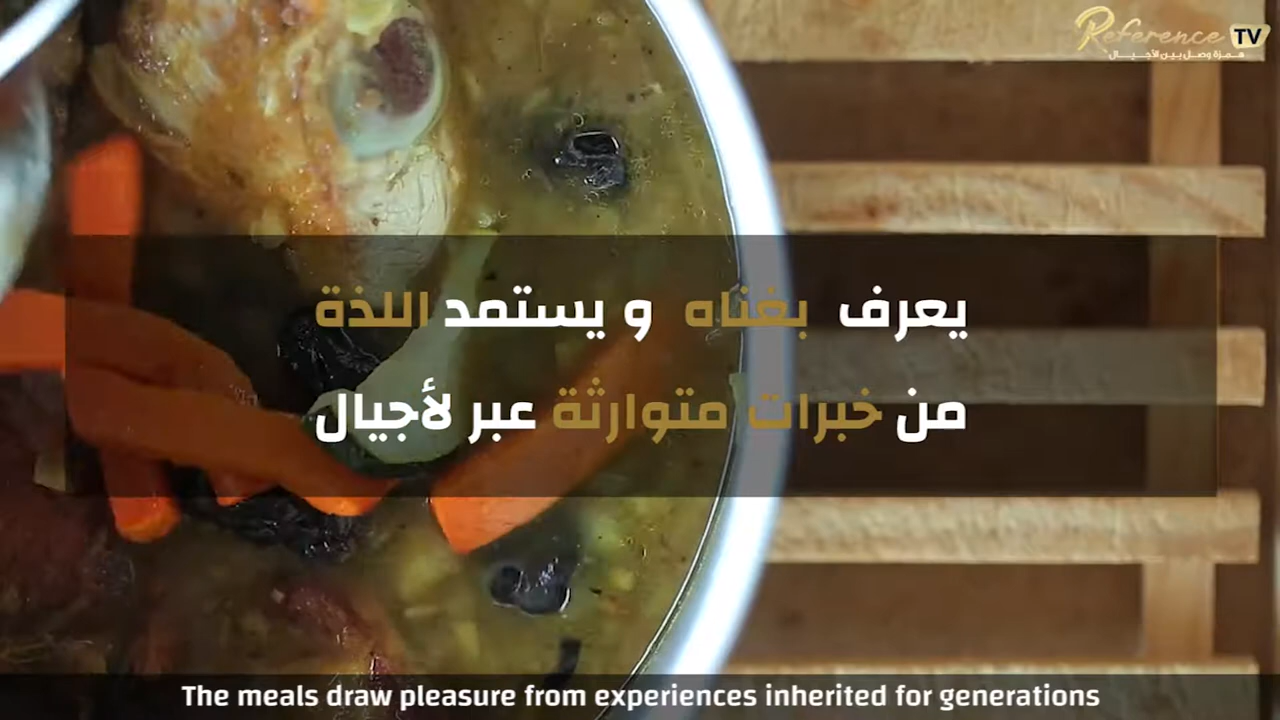 Reference TV
همزة وصل بين الأجيال
يعرف بغناه و يستمد اللذة
من خبرات متوارثة عبر لأجيال
The meals draw pleasure from experiences inherited for generations